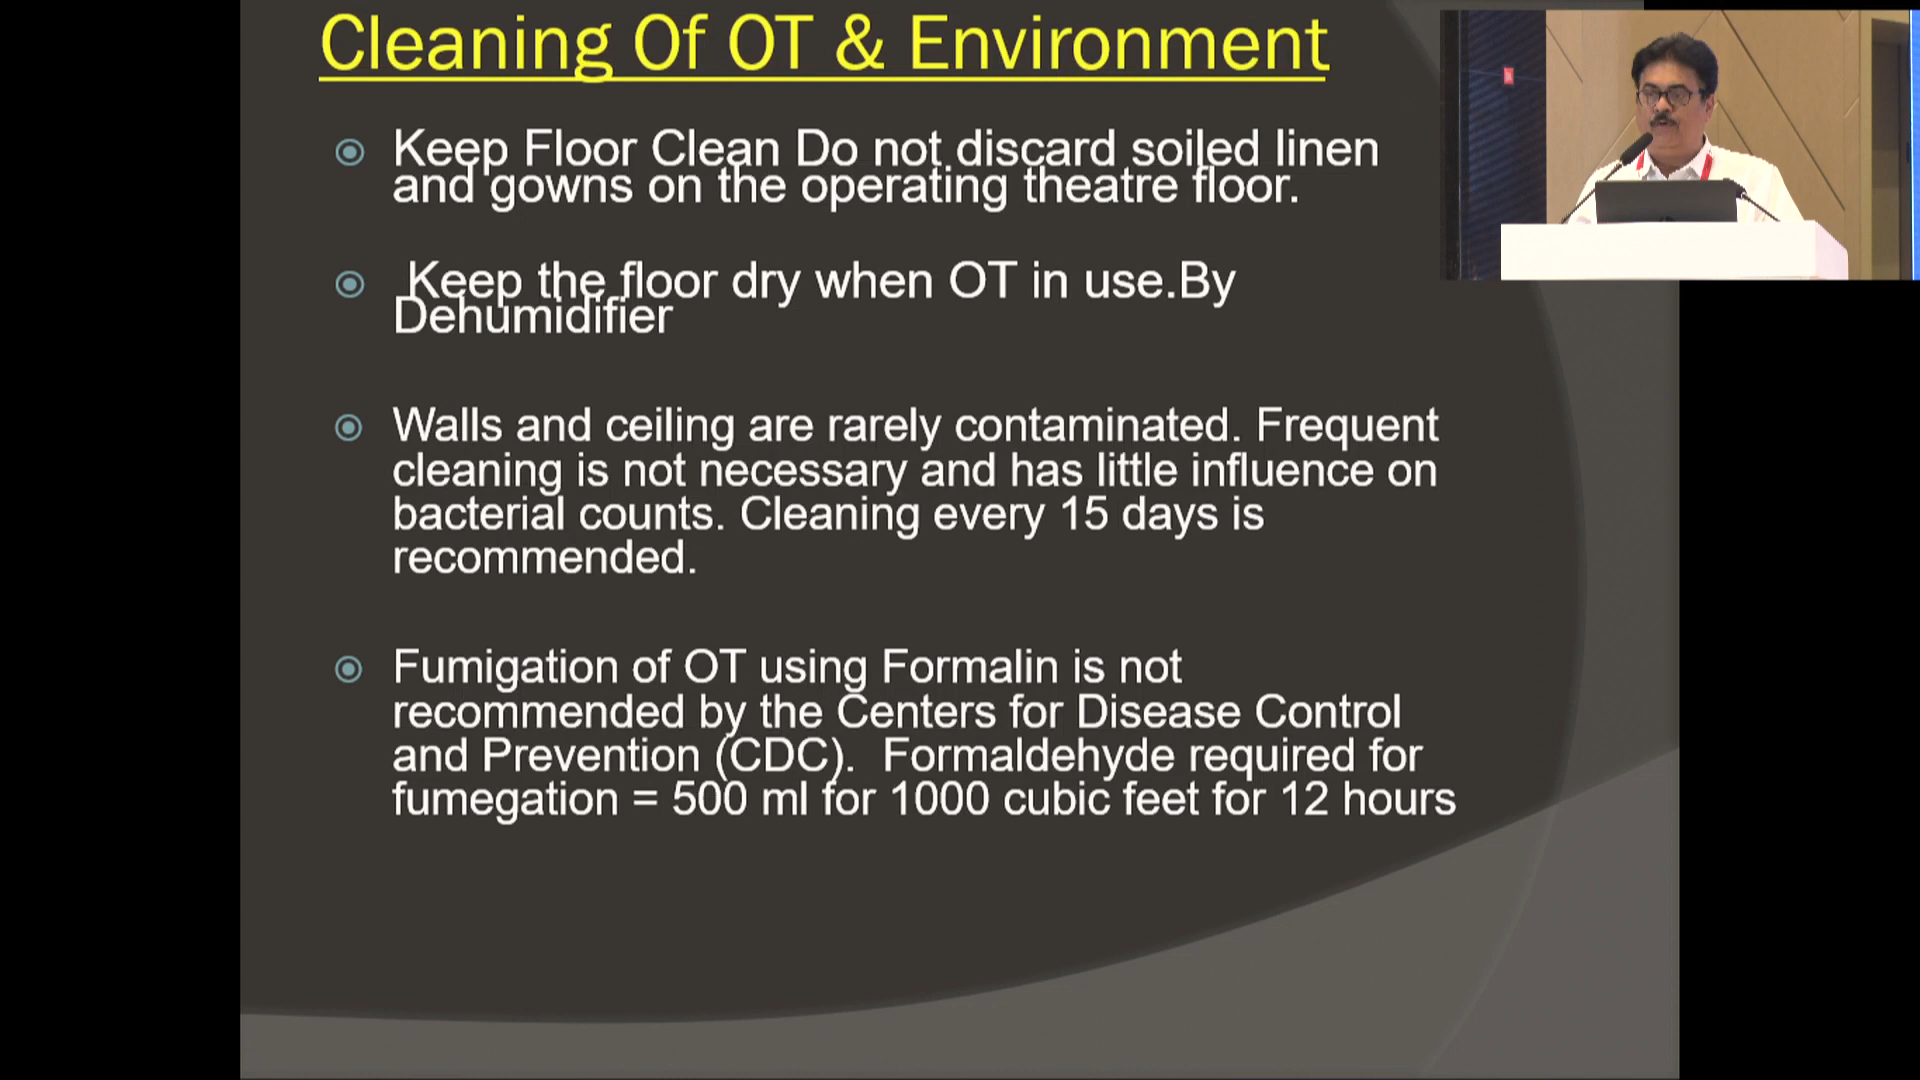 Cleaning Of OT & Environment
Keep Floor Clean Do not discard soiled linen
and gowns on the operating theatre floor.
Keep the floor dry when OT in use.By
Dehumidifier
Walls and ceiling are rarely contaminated. Frequent
cleaning is not necessary and has little influence on
bacterial counts. Cleaning every 15 days is
recommended.
Fumigation of OT using Formalin is not
recommended by the Centers for Disease Control
and Prevention (CDC).  Formaldehyde required for
fumegation = 500 ml for 1000 cubic feet for 12 hours